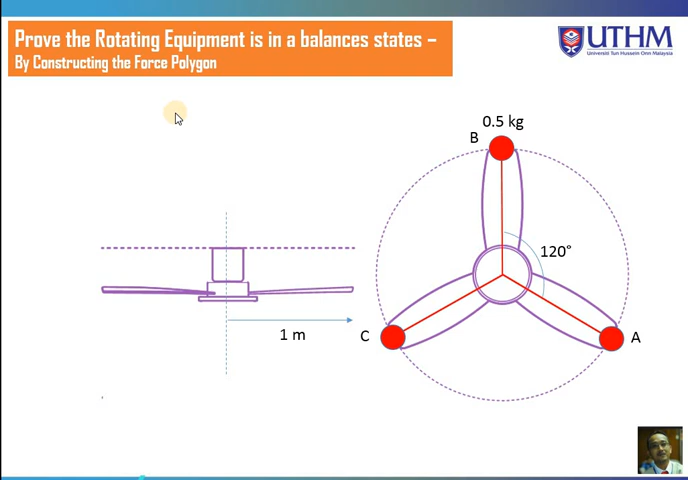 Prove the Rotating Equipment is in a balances states –
By Constructing the Force Polygon
UTHM
Universiti Tun Hussein Onn Malaysia
0.5 kg
B
120°
1 m
C
A